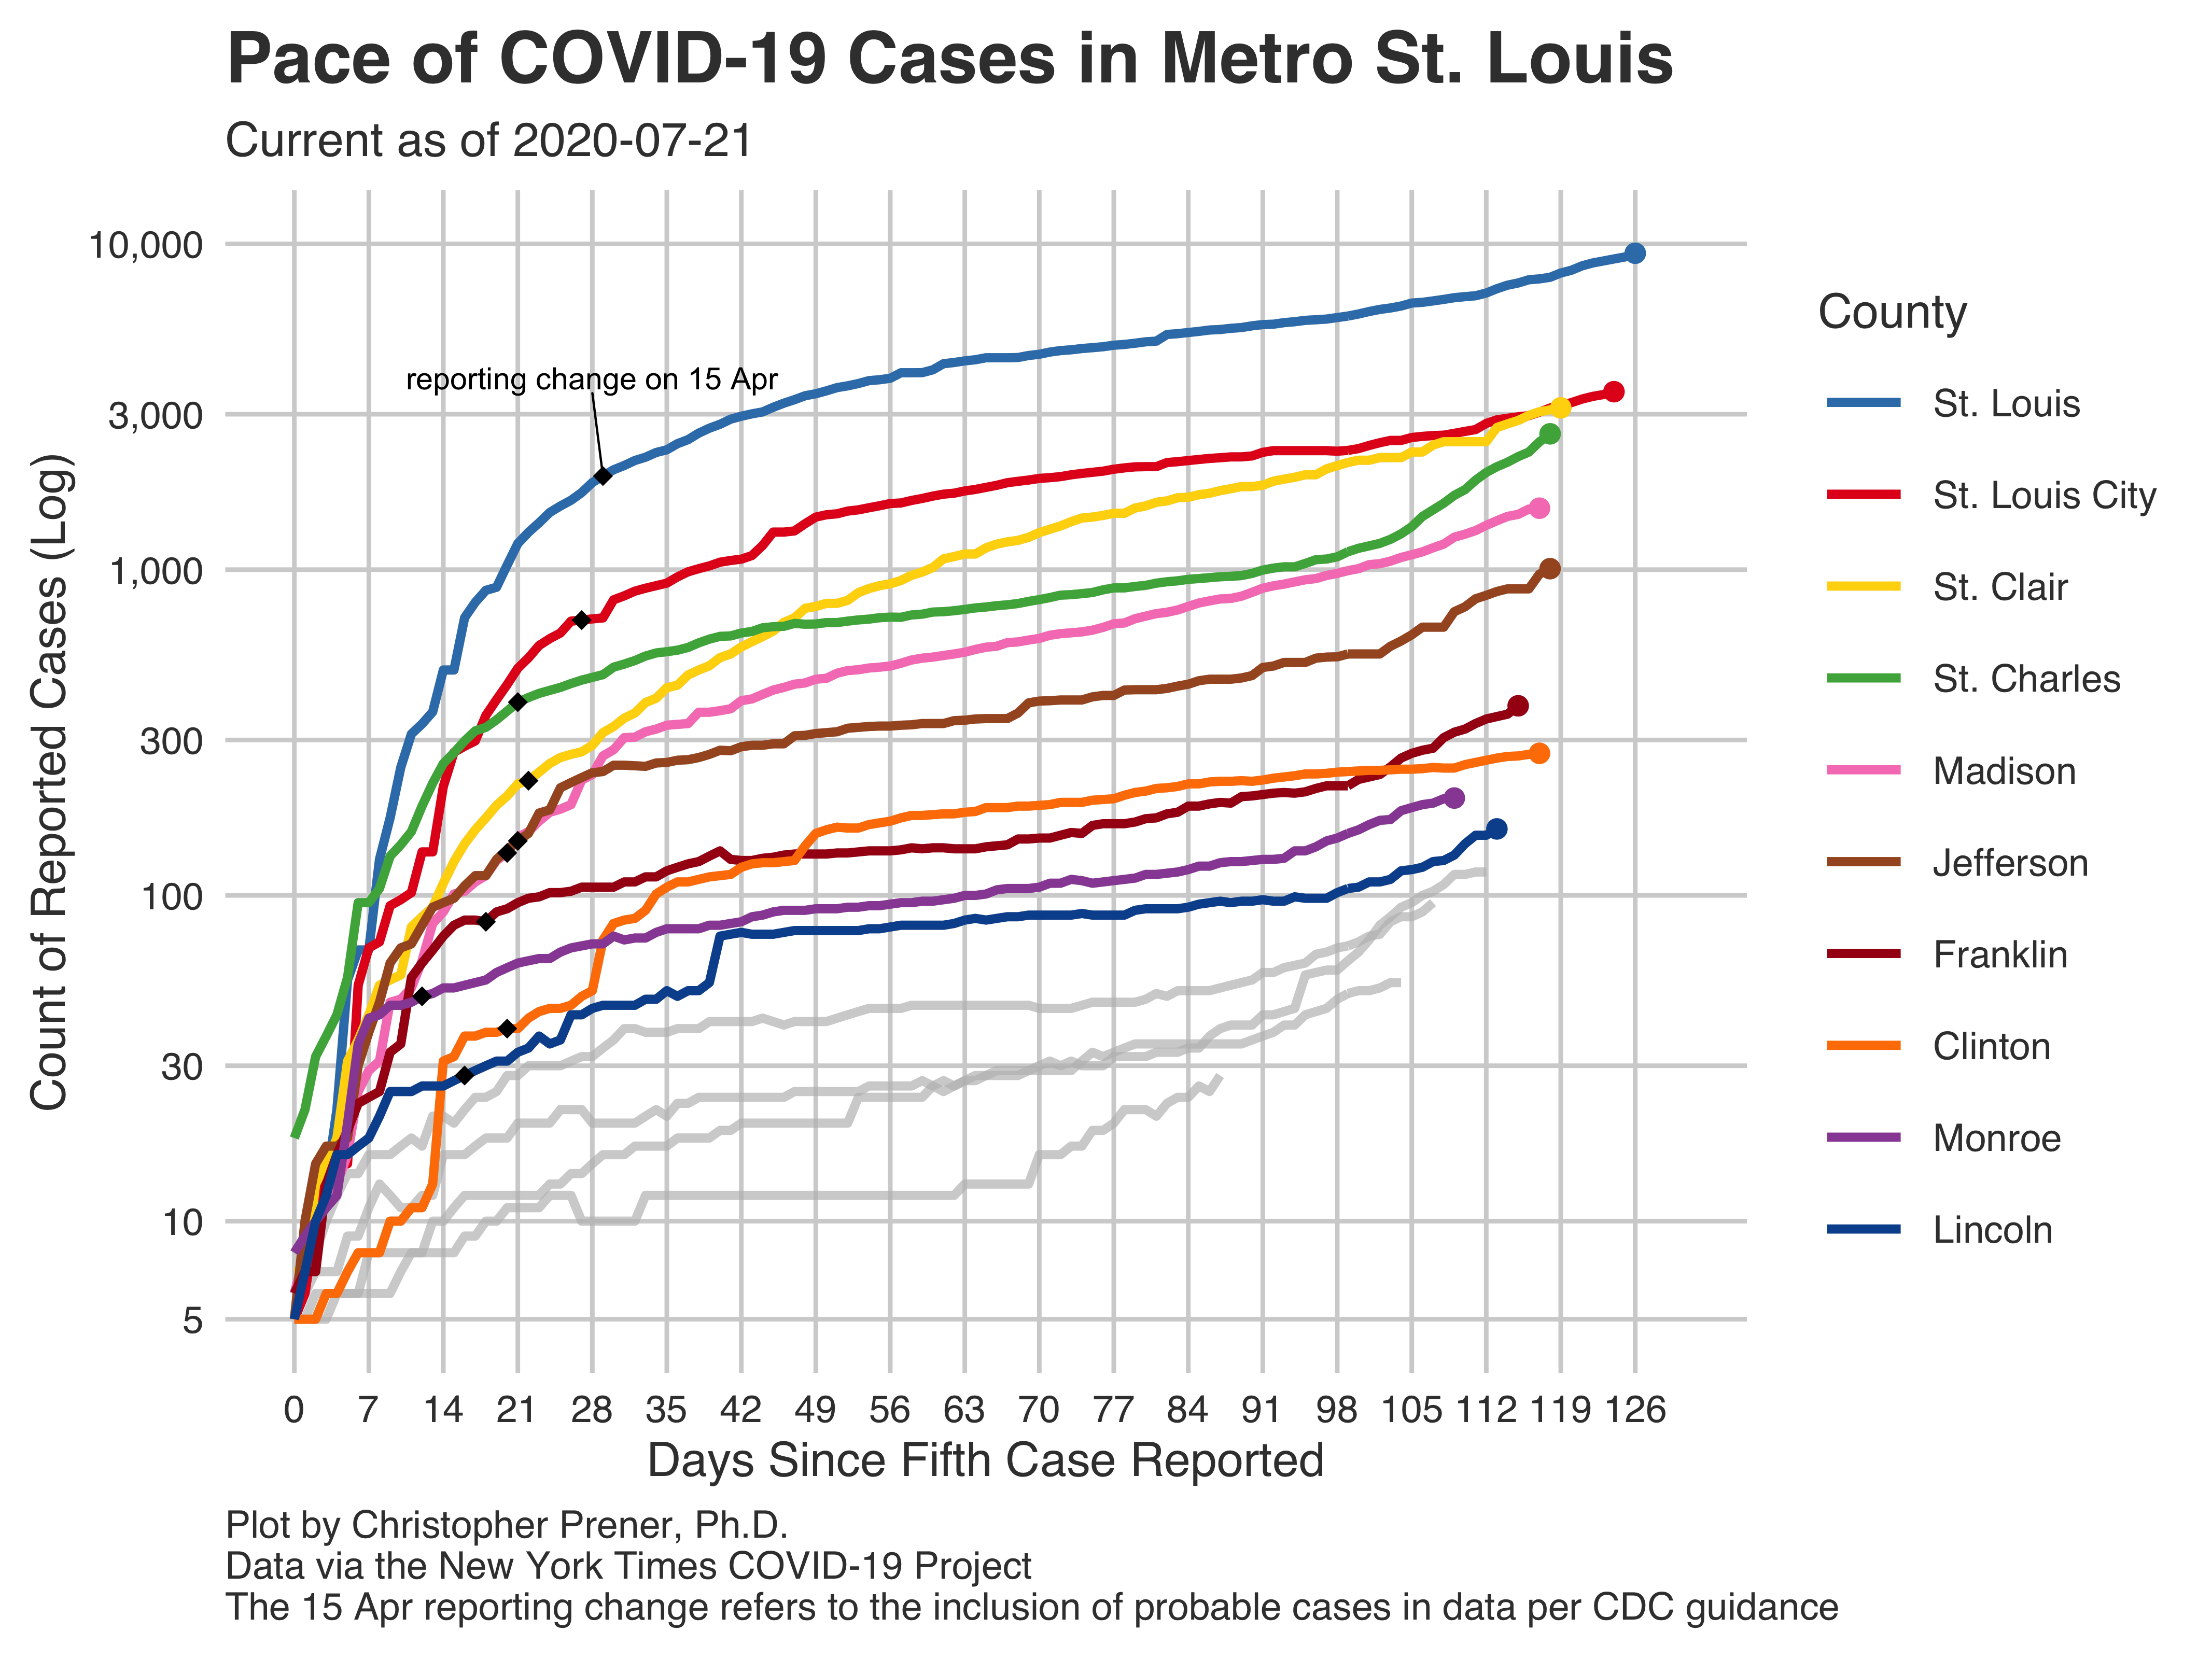 Pace of COVID-19 Cases in Metro St. Louis
Current as of 2020-07-21
Count of Reported Cases (Log)
10,000
3,000
1,000
300
100
30
10
5
reporting change on 15 Apr
0 7 14 21 28 35 42 49 56 63 70 77 84 91 98 105 112 119 126
Days Since Fifth Case Reported
County
St. Louis
St. Louis City
St. Clair
St. Charles
Madison
Jefferson
Franklin
Clinton
Monroe
Lincoln
Plot by Christopher Prener, Ph.D.
Data via the New York Times COVID-19 Project
The 15 Apr reporting change refers to the inclusion of probable cases in data per CDC guidance